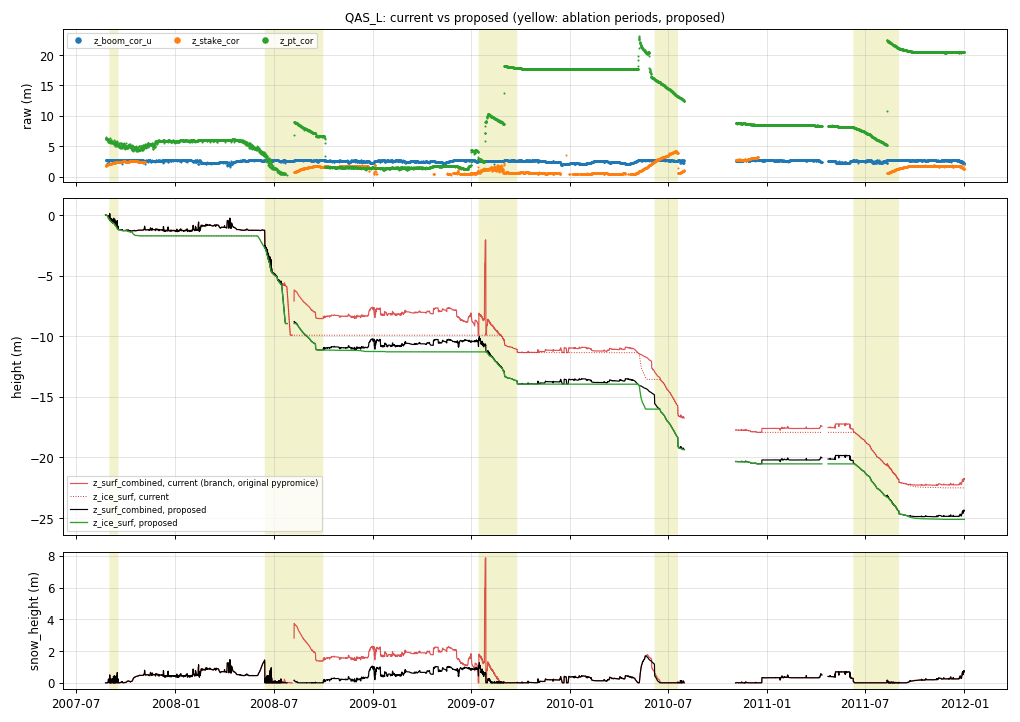 QAS_L: current vs proposed (yellow: ablation periods, proposed)
z_boom_cor_u z_stake_cor z_pt_cor
raw (m)
20
15
10
5
0
height (m)
0
−5
−10
−15
−20
−25
z_surf_combined, current (branch, original pypromice)
z_ice_surf, current
z_surf_combined, proposed
z_ice_surf, proposed
snow_height (m)
8
6
4
2
0
2007-07 2008-01 2008-07 2009-01 2009-07 2010-01 2010-07 2011-01 2011-07 2012-01